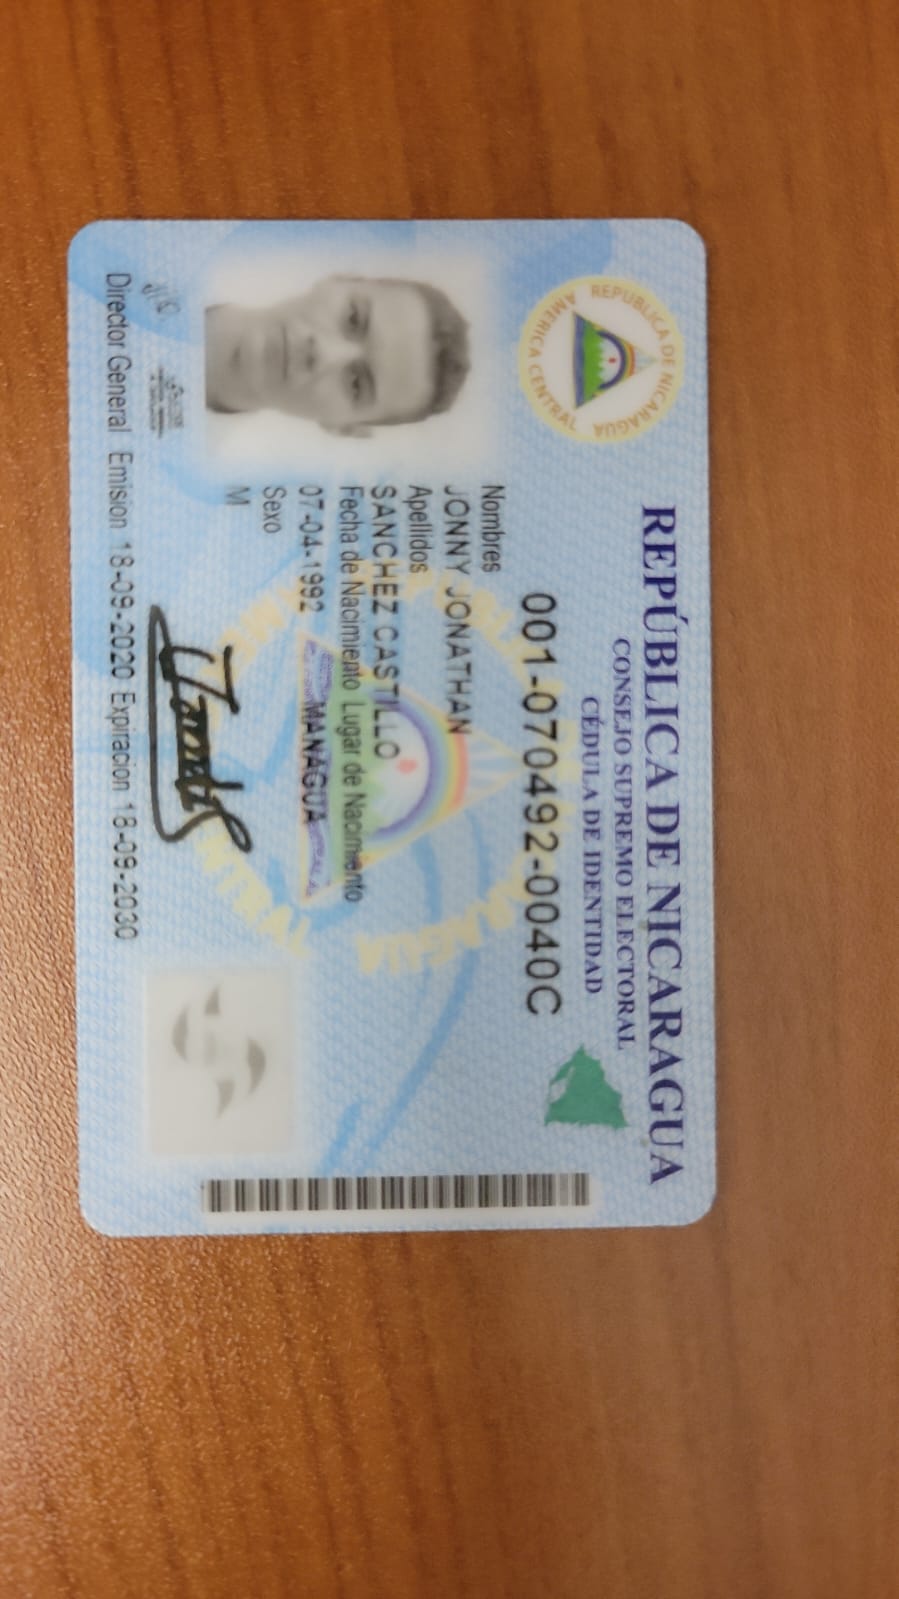 REPÚBLICA DE NICARAGUA
CONSEJO SUPREMO ELECTORAL
CÉDULA DE IDENTIDAD
REPUBLICA DE NICARAGUA
AMERICA CENTRAL
001-070492-0040C
Nombres
JONNY JONATHAN
Apellidos
SANCHEZ CASTILLO
Fecha de Nacimiento Lugar de Nacimiento
07-04-1992 MANAGUA
Sexo
M
Director General Emision 18-09-2020 Expiracion 18-09-2030